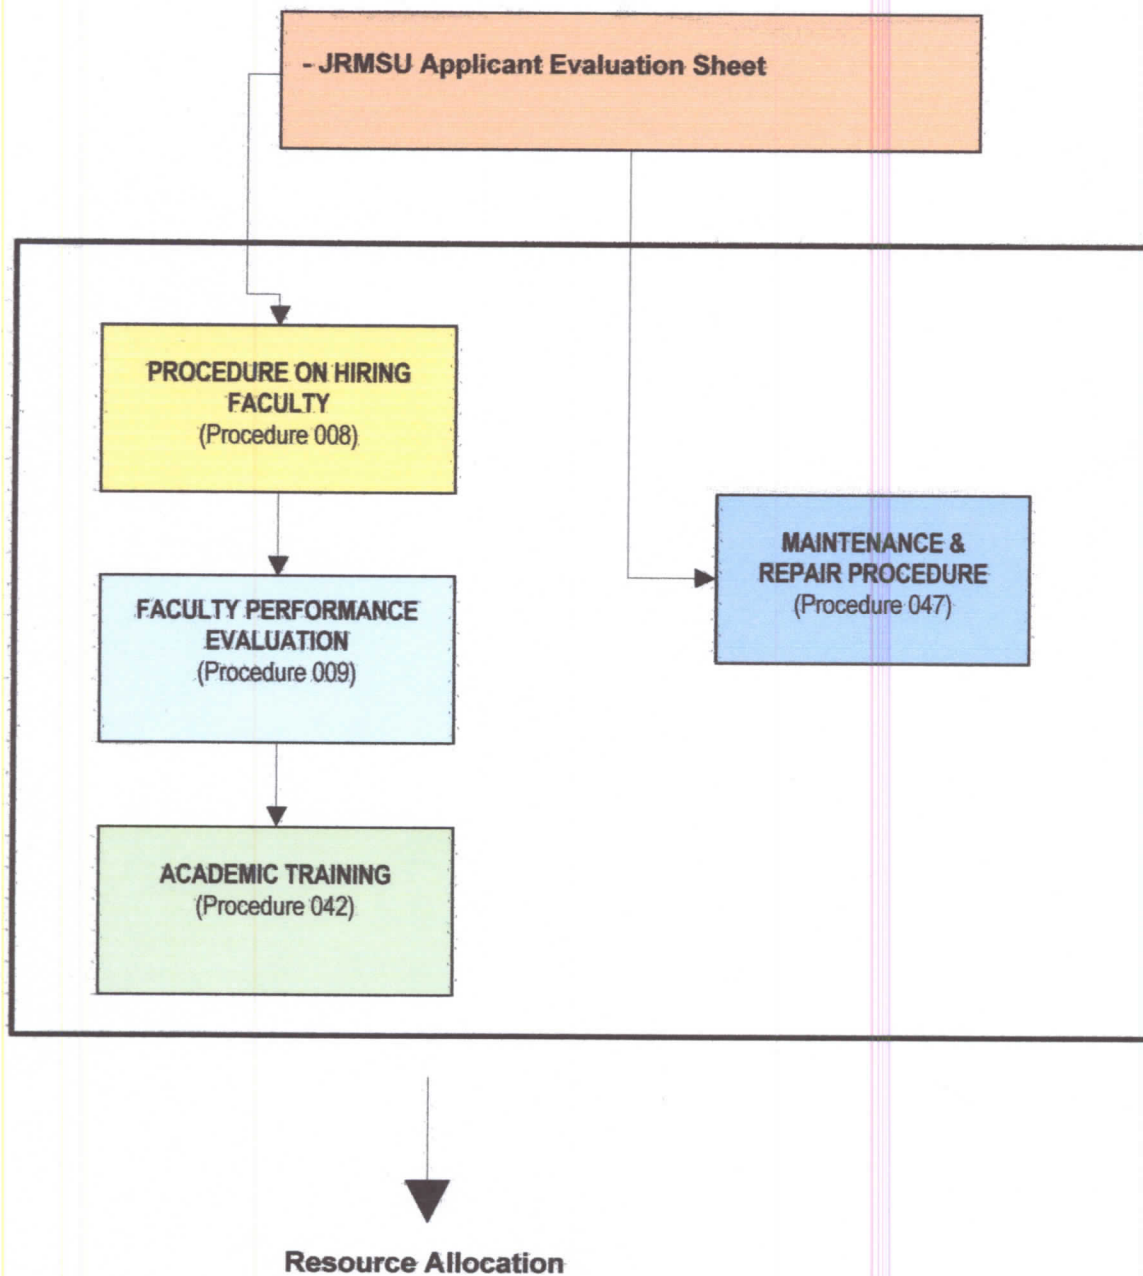 - JRMSU Applicant Evaluation Sheet
PROCEDURE ON HIRING
FACULTY
(Procedure 008)
MAINTENANCE &
REPAIR PROCEDURE
(Procedure 047)
FACULTY PERFORMANCE
EVALUATION
(Procedure 009)
ACADEMIC TRAINING
(Procedure 042)
Resource Allocation